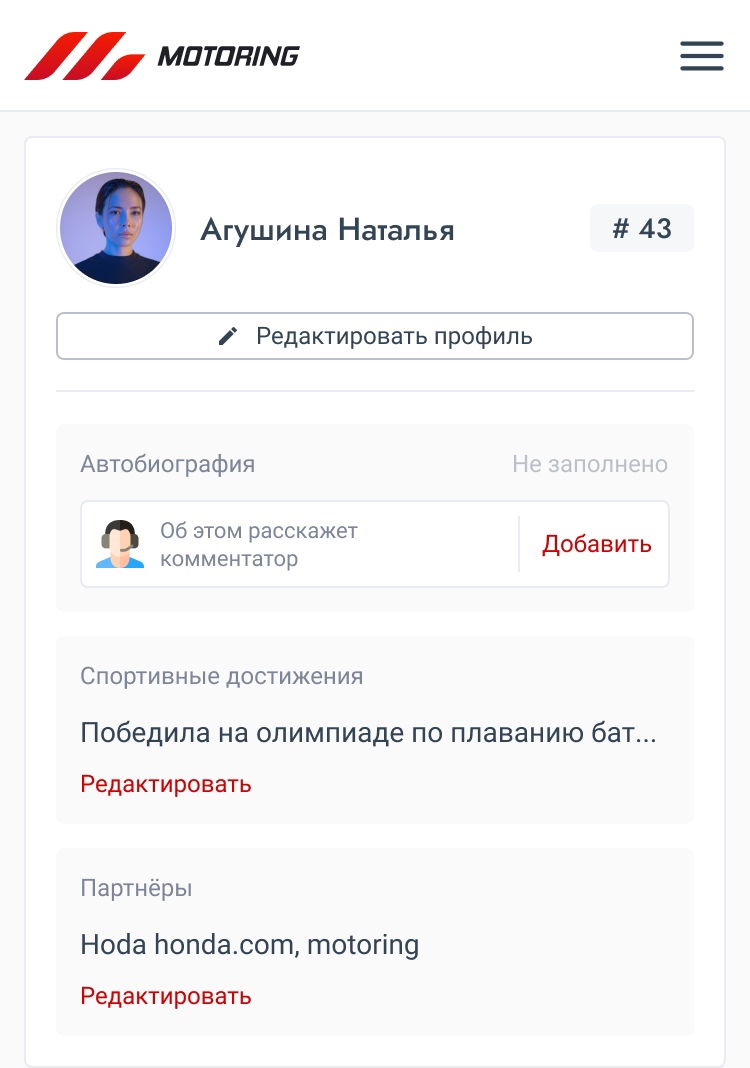 MOTORING
Агушина Наталья
# 43
Редактировать профиль
Автобиография
Не заполнено
Об этом расскажет
комментатор
Добавить
Спортивные достижения
Победила на олимпиаде по плаванию бат...
Редактировать
Партнёры
Hoda honda.com, motoring
Редактировать